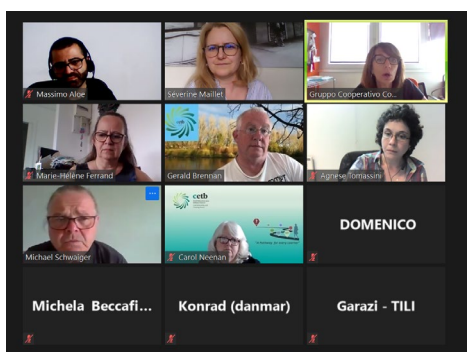 Massimo Aloe
Séverine Maillet
Gruppo Cooperativo Co...
Marie-Hélène Ferrand
Gerald Brennan
Agnese Tomassini
Michael Schwaiger
cetb
Carol Neenan
DOMENICO
Michela Beccafi...
Konrad (danmar)
Garazi - TILI